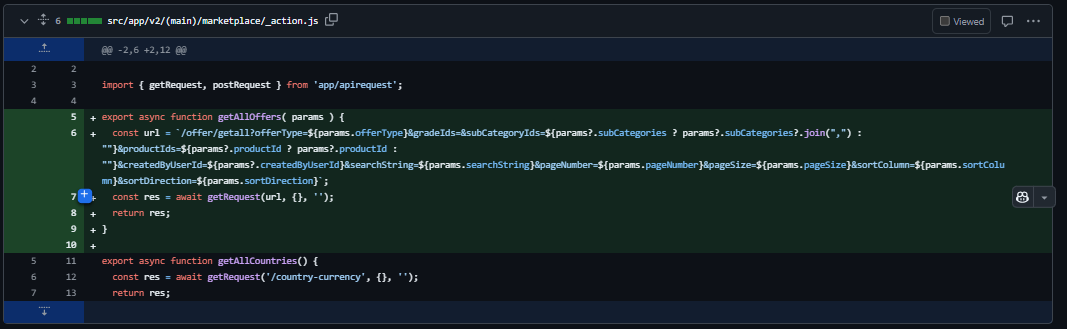 6 src/app/v2/(main)/marketplace/_action.js Viewed
@@ -2,6 +2,12 @@
2 2
3 3 import { getRequest, postRequest } from 'app/apirequest';
4 4
5 + export async function getAllOffers( params ) {
6 + const url = `/offer/getall?offerType=${params.offerType}&gradeIds=&subCategoryIds=${params?.subCategories ? params?.subCategories?.join(",") :
""}&productIds=${params?.productId ? params?.productId :
""}&createdByUserId=${params?.createdByUserId}&searchString=${params.searchString}&pageNumber=${params.pageNumber}&pageSize=${params.pageSize}&sortColumn=${params.sortColu
mn}&sortDirection=${params.sortDirection}`;
7 + const res = await getRequest(url, {}, '');
8 + return res;
9 + }
10 +
5 11 export async function getAllCountries() {
6 12 const res = await getRequest('/country-currency', {}, '');
7 13 return res;